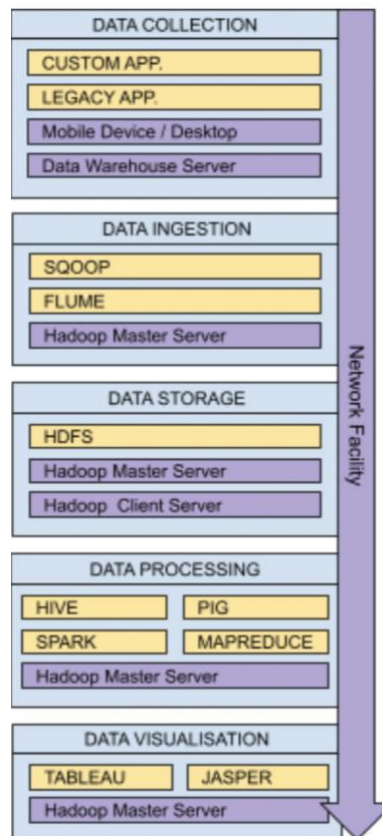 DATA COLLECTION
CUSTOM APP.
LEGACY APP.
Mobile Device / Desktop
Data Warehouse Server
DATA INGESTION
SQOOP
FLUME
Hadoop Master Server
DATA STORAGE
HDFS
Hadoop Master Server
Hadoop Client Server
DATA PROCESSING
HIVE PIG
SPARK MAPREDUCE
Hadoop Master Server
DATA VISUALISATION
TABLEAU JASPER
Hadoop Master Server
Network Facility